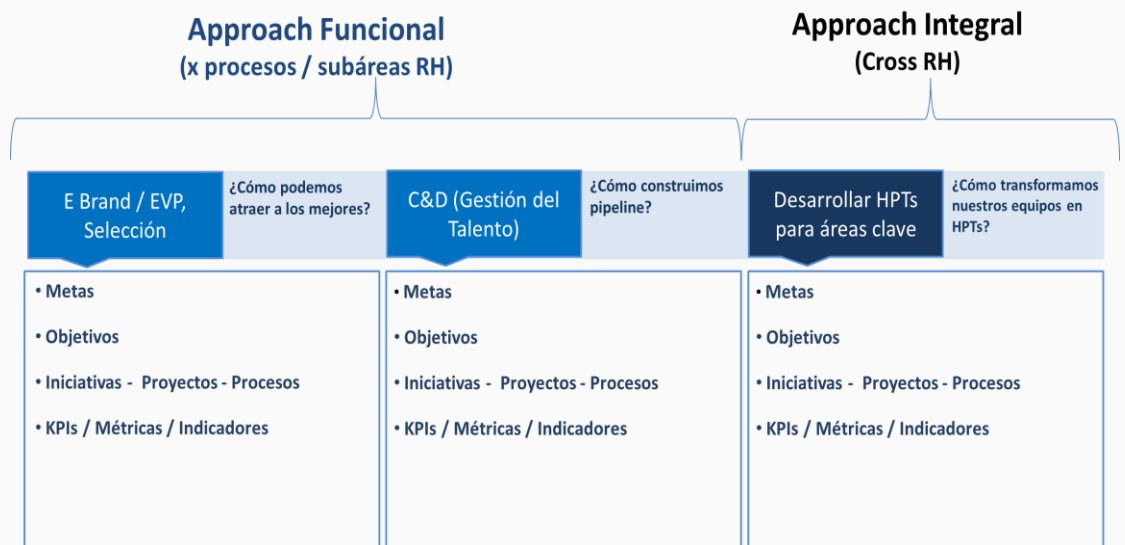 Approach Funcional
(x procesos / subáreas RH)
Approach Integral
(Cross RH)
E Brand / EVP,
Selección
¿Cómo podemos
atraer a los mejores?
• Metas
• Objetivos
• Iniciativas - Proyectos - Procesos
• KPIs / Métricas / Indicadores
C&D (Gestión del
Talento)
¿Cómo construimos
pipeline?
• Metas
• Objetivos
• Iniciativas - Proyectos - Procesos
• KPIs / Métricas / Indicadores
Desarrollar HPTs
para áreas clave
¿Cómo transformamos
nuestros equipos en
HPTs?
• Metas
• Objetivos
• Iniciativas - Proyectos - Procesos
• KPIs / Métricas / Indicadores